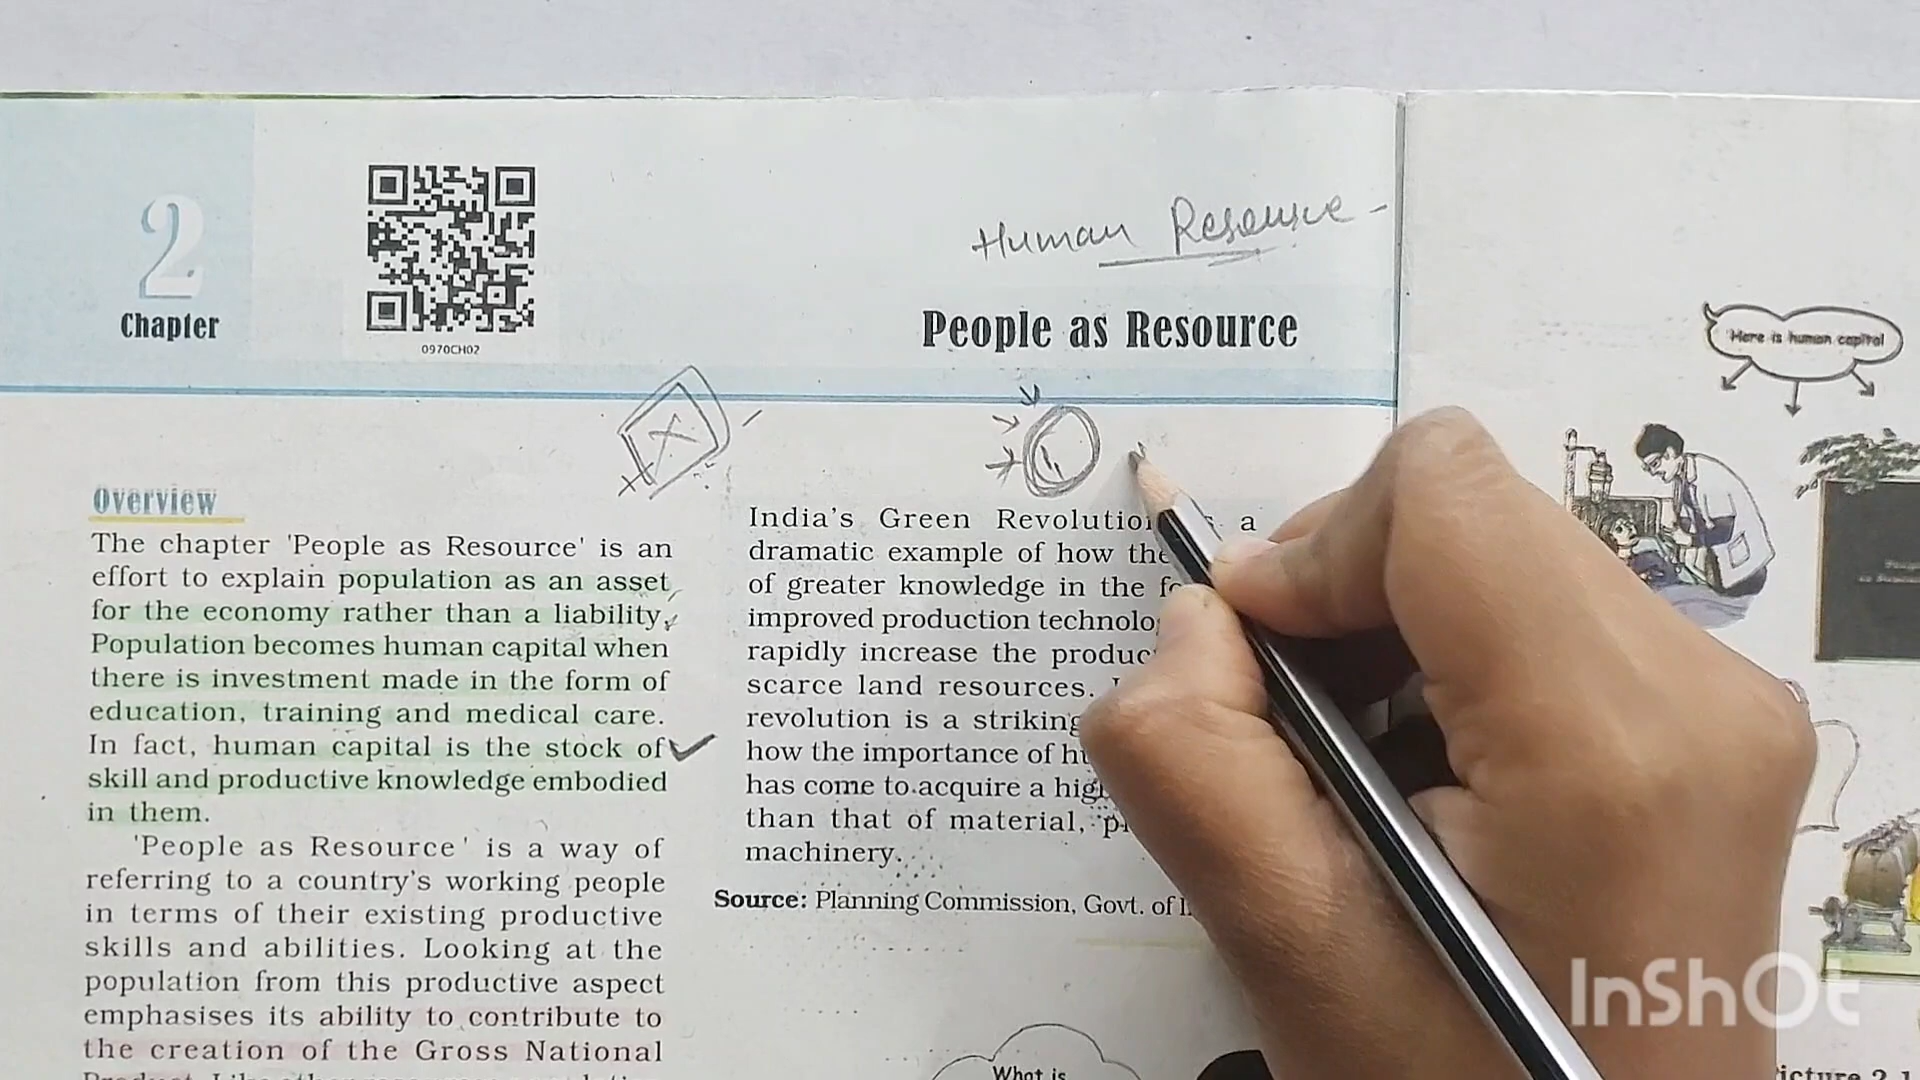 2
Chapter
0970CH02
Human Resource -
People as Resource
Overview
The chapter 'People as Resource' is an
effort to explain population as an asset
for the economy rather than a liability.
Population becomes human capital when
there is investment made in the form of
education, training and medical care.
In fact, human capital is the stock of
skill and productive knowledge embodied
in them.
'People as Resource' is a way of
referring to a country's working people
in terms of their existing productive
skills and abilities. Looking at the
population from this productive aspect
emphasises its ability to contribute to
the creation of the Gross National
India's Green Revolution a
dramatic example of how the
of greater knowledge in the
improved production
rapidly increase the
scarce land resources.
revolution is a striking
how the importance of
has come to acquire a
than that of material,
machinery.
Source: Planning Commission, Govt. of
What is
Here is human capital
2.1
InShOt